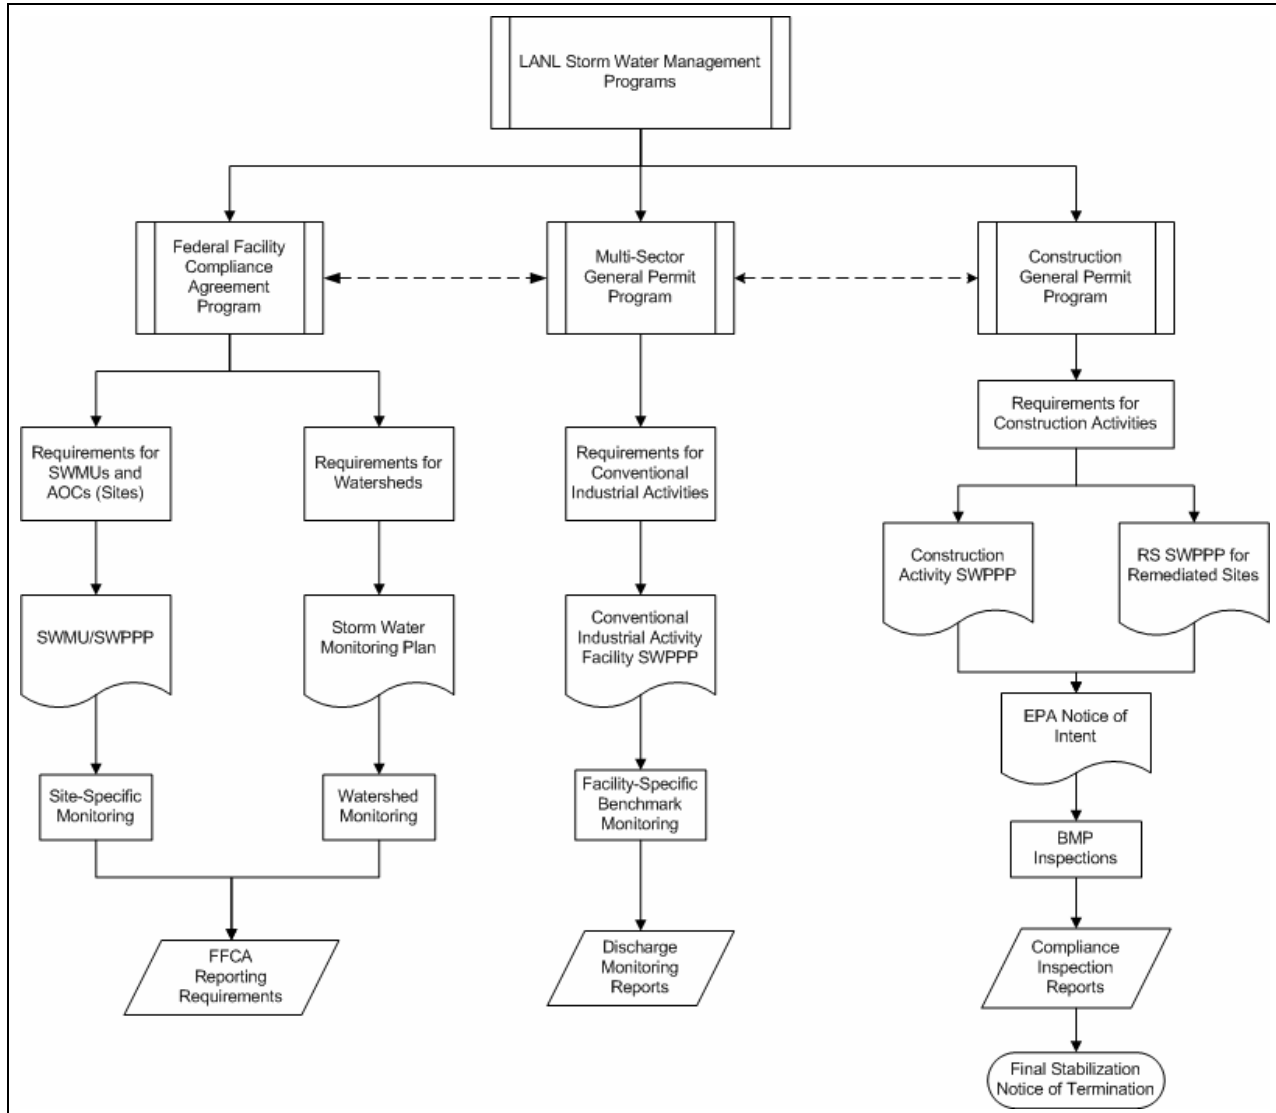 LANL Storm Water Management
Programs
Federal Facility
Compliance
Agreement
Program
Multi-Sector
General Permit
Program
Construction
General Permit
Program
Requirements for
SWMUs and
AOCs (Sites)
Requirements for
Watersheds
Requirements for
Conventional
Industrial Activities
Requirements for
Construction Activities
Construction
Activity SWPPP
RS SWPPP for
Remediated Sites
SWMU/SWPPP
Storm Water
Monitoring Plan
Conventional
Industrial Activity
Facility SWPPP
EPA Notice of
Intent
Site-Specific
Monitoring
Watershed
Monitoring
Facility-Specific
Benchmark
Monitoring
BMP
Inspections
FFCA
Reporting
Requirements
Discharge
Monitoring
Reports
Compliance
Inspection
Reports
Final Stabilization
Notice of Termination